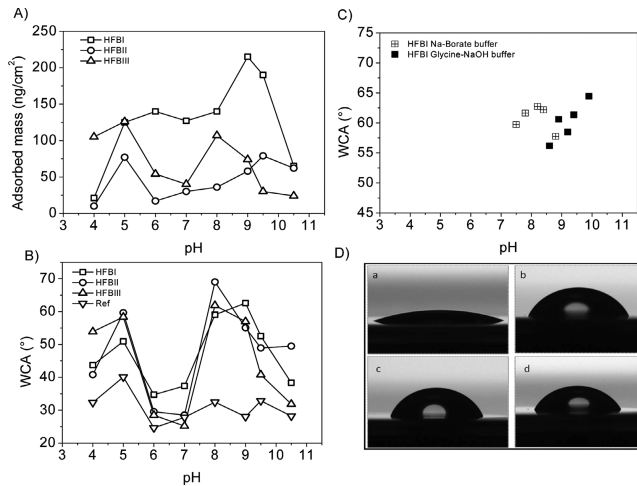 A)
HFBI
HFBII
HFBIII
Adsorbed mass (ng/cm²)
250
200
150
100
50
0
3 4 5 6 7 8 9 10 11
pH
B)
HFBI
HFBII
HFBIII
Ref
WCA (°)
70
60
50
40
30
20
3 4 5 6 7 8 9 10 11
pH
C)
HFBI Na-Borate buffer
HFBI Glycine-NaOH buffer
WCA (°)
75
70
65
60
55
50
45
3 4 5 6 7 8 9 10 11
pH
D)
a
b
c
d